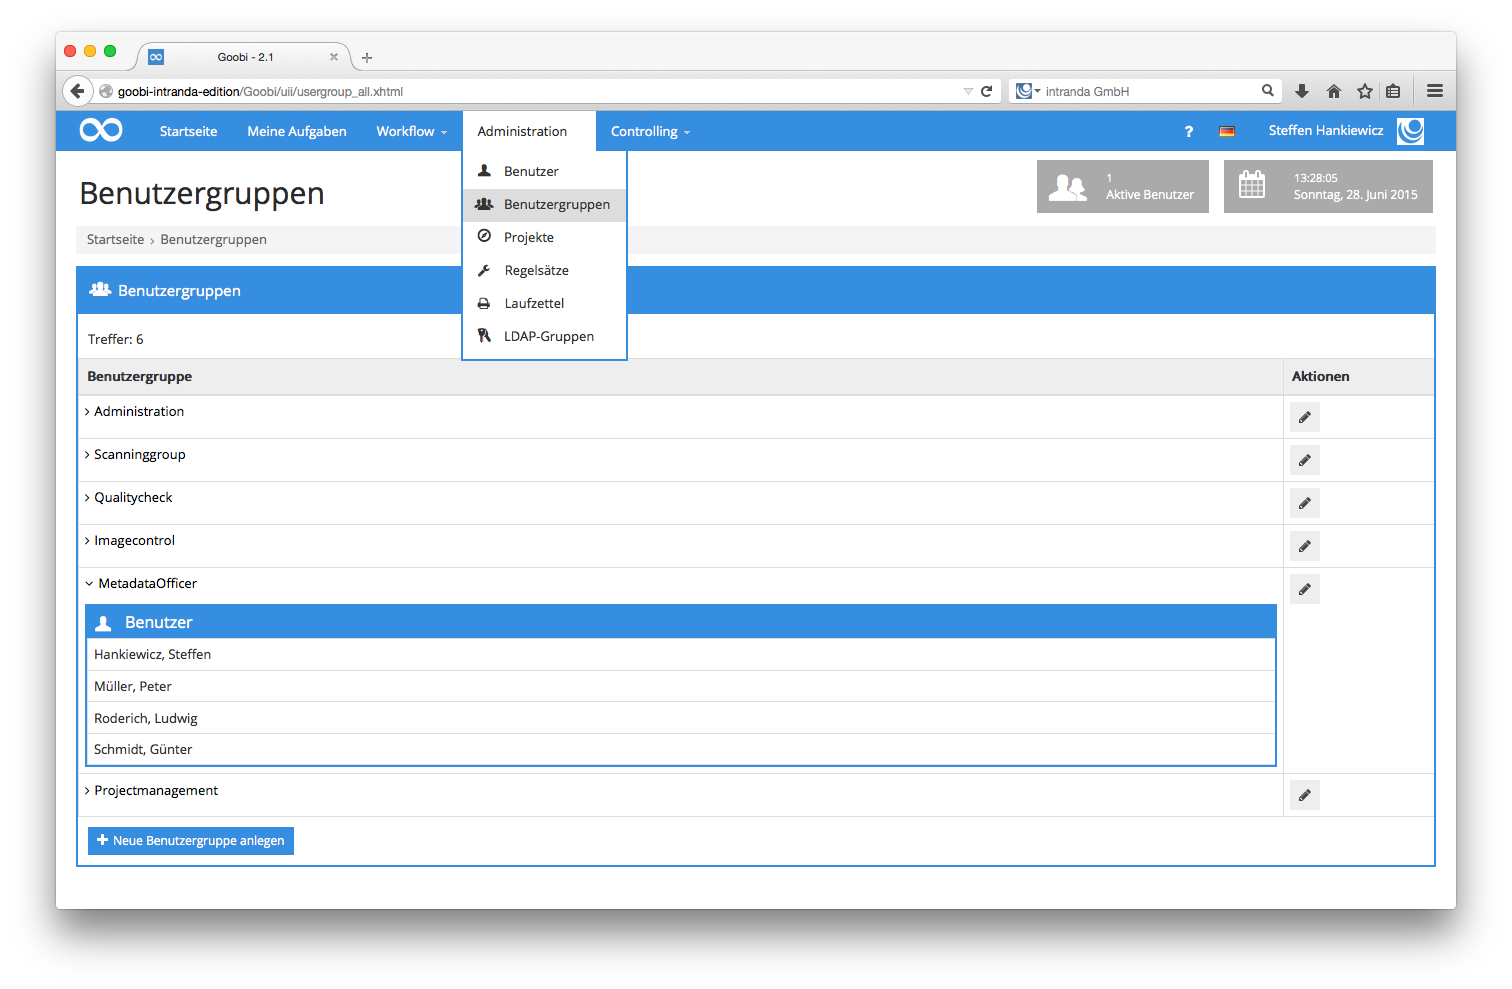 Goobi - 2.1
goobi-intranda-edition/Goobi/uii/usergroup_all.xhtml
intranda GmbH
Startseite
Meine Aufgaben
Workflow
Administration
Controlling
?
Steffen Hankiewicz
Benutzer
Benutzergruppen
Projekte
Regelsätze
Laufzettel
LDAP-Gruppen
Benutzergruppen
1
Aktive Benutzer
13:28:05
Sonntag, 28. Juni 2015
Startseite › Benutzergruppen
Benutzergruppen
Treffer: 6
Benutzergruppe
Aktionen
Administration
Scanninggroup
Qualitycheck
Imagecontrol
MetadataOfficer
Benutzer
Hankiewicz, Steffen
Müller, Peter
Roderich, Ludwig
Schmidt, Günter
Projectmanagement
Neue Benutzergruppe anlegen